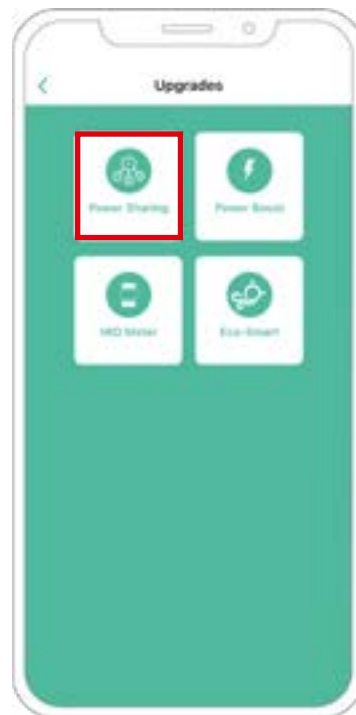 Upgrades
Power Sharing
Power Boost
MID Meter
Eco-Smart